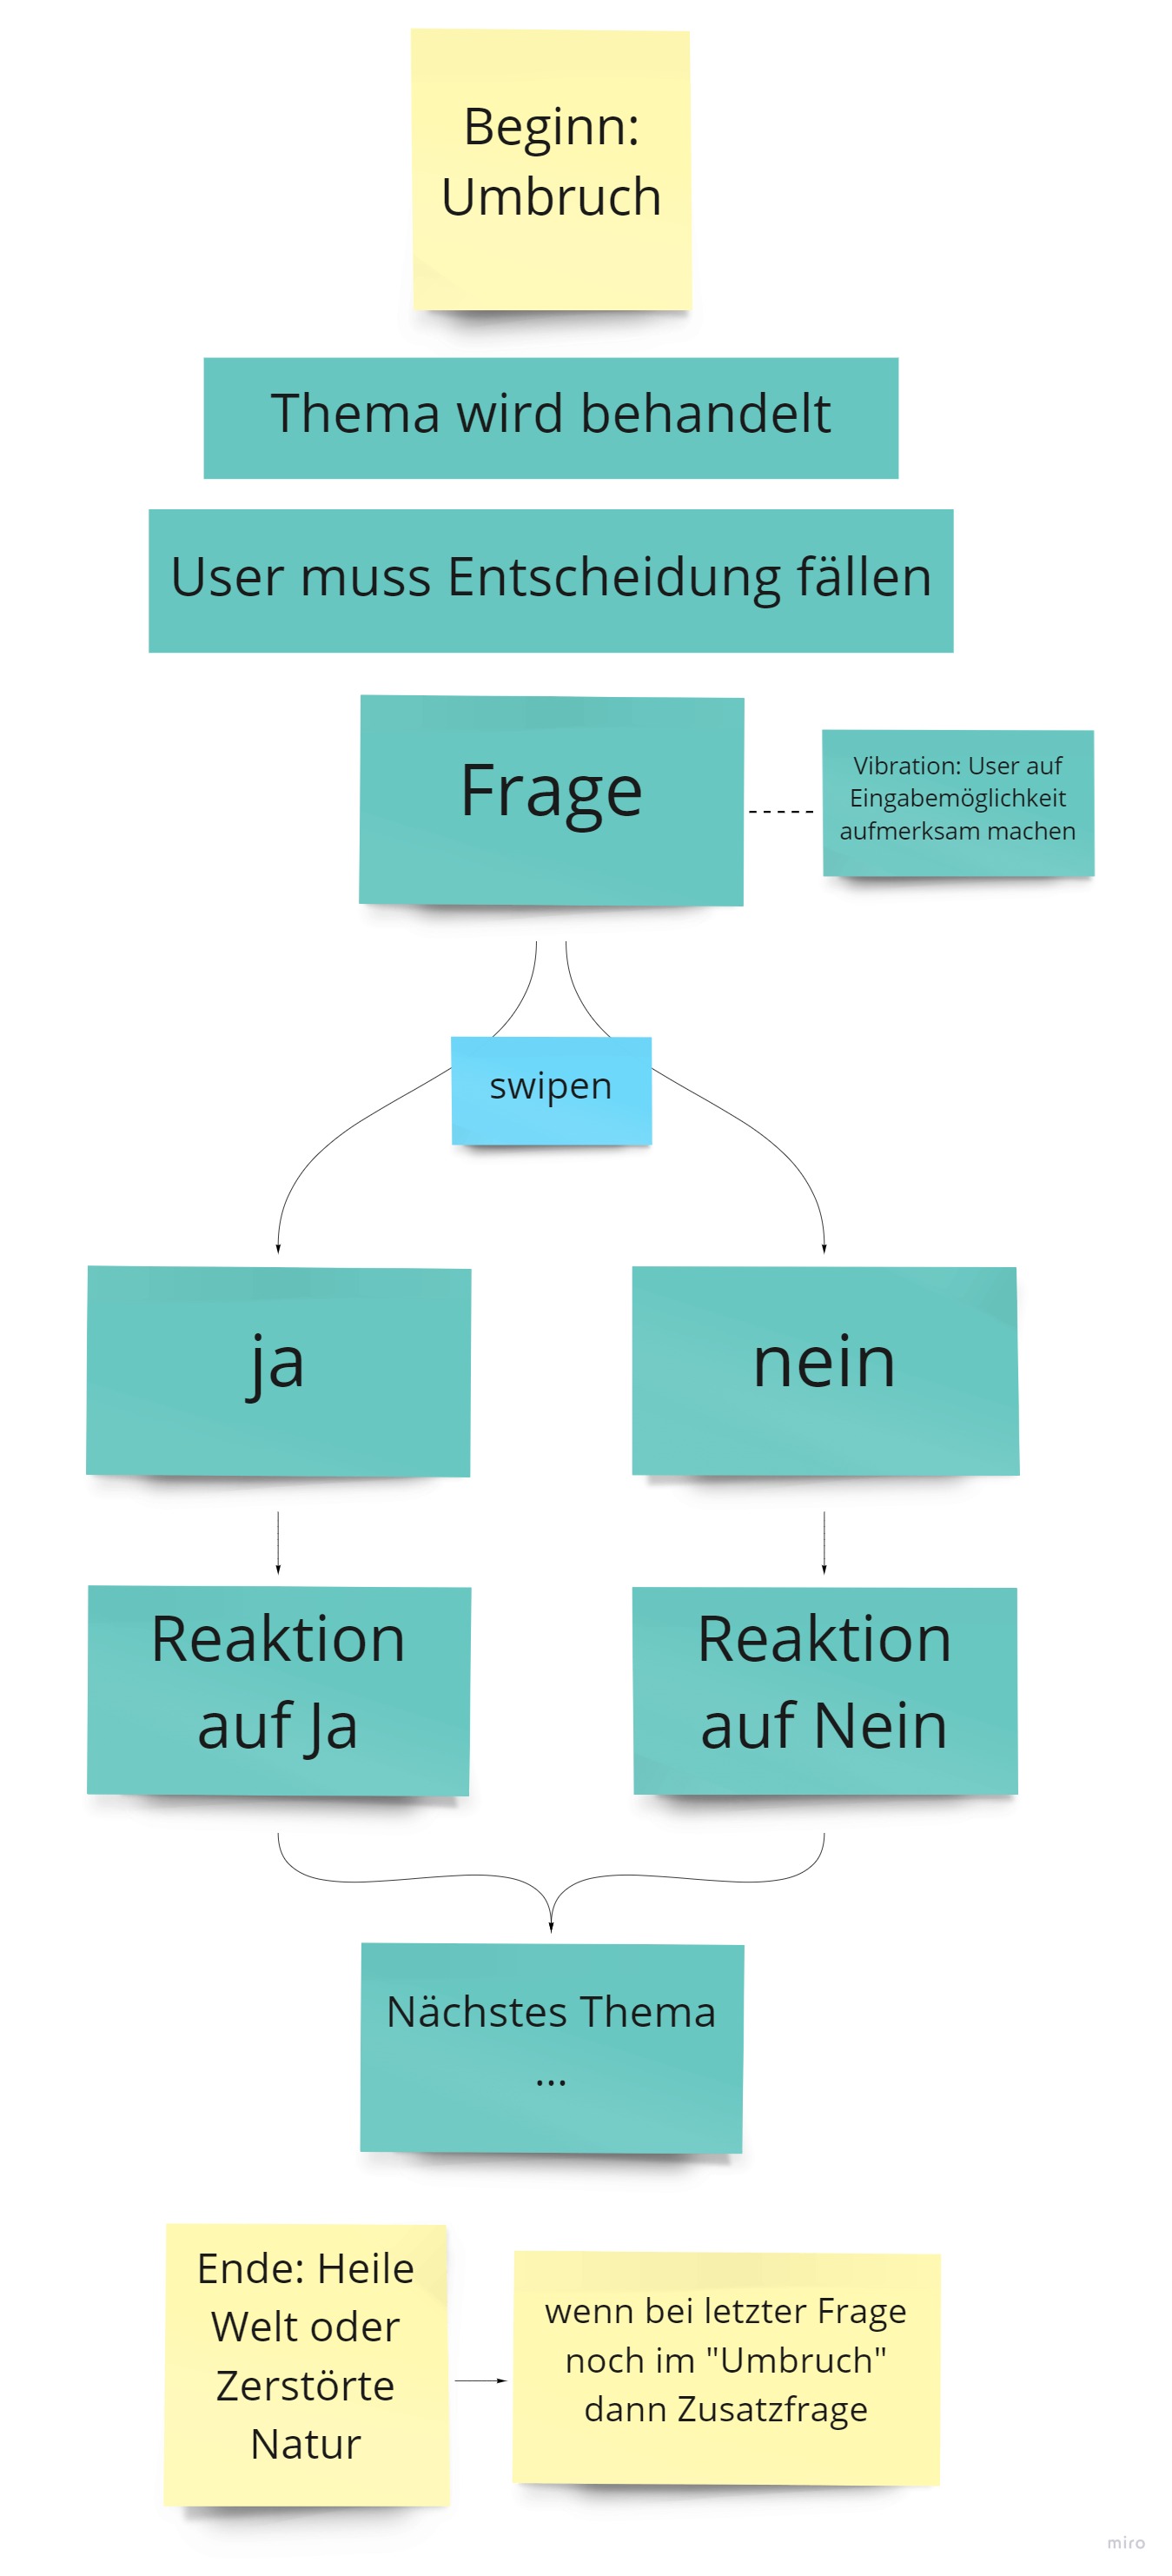 Beginn:
Umbruch
Thema wird behandelt
User muss Entscheidung fällen
Frage
Vibration: User auf
Eingabemöglichkeit
aufmerksam machen
swipen
ja
nein
Reaktion
auf Ja
Reaktion
auf Nein
Nächstes Thema
...
Ende: Heile
Welt oder
Zerstörte
Natur
wenn bei letzter Frage
noch im "Umbruch"
dann Zusatzfrage
miro